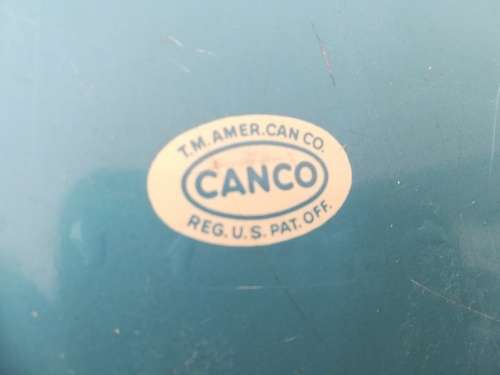 T.M. AMER. CAN CO.
CANCO
REG. U.S. PAT. OFF.